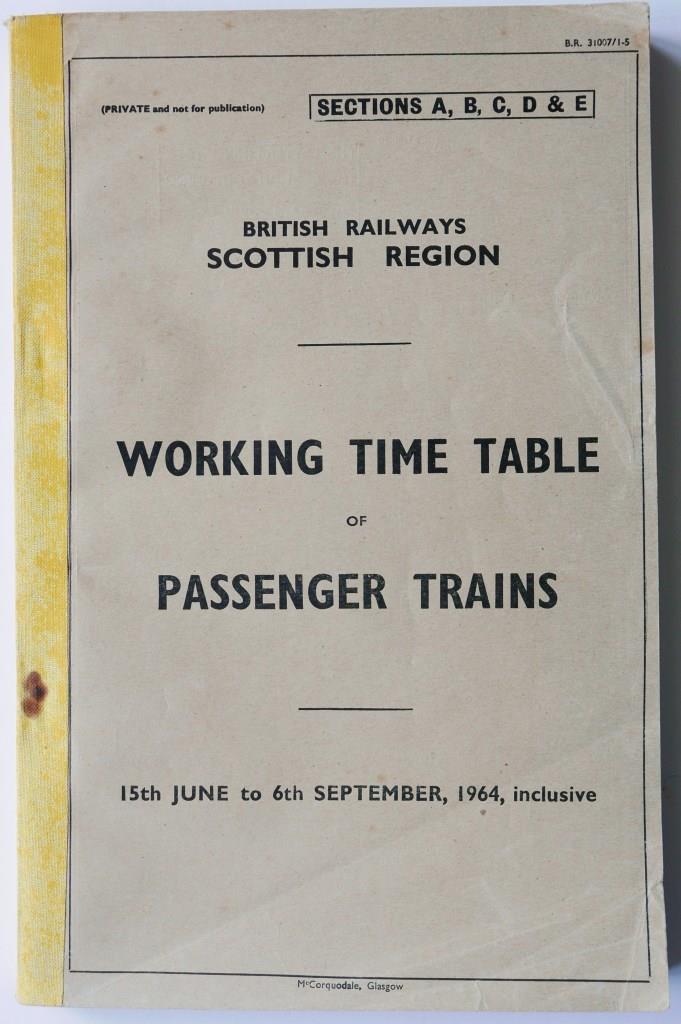 B.R. 31007/1-5
(PRIVATE and not for publication)
SECTIONS A, B, C, D & E
BRITISH RAILWAYS
SCOTTISH REGION
WORKING TIME TABLE
OF
PASSENGER TRAINS
15th JUNE to 6th SEPTEMBER, 1964, inclusive
McCorquodale, Glasgow